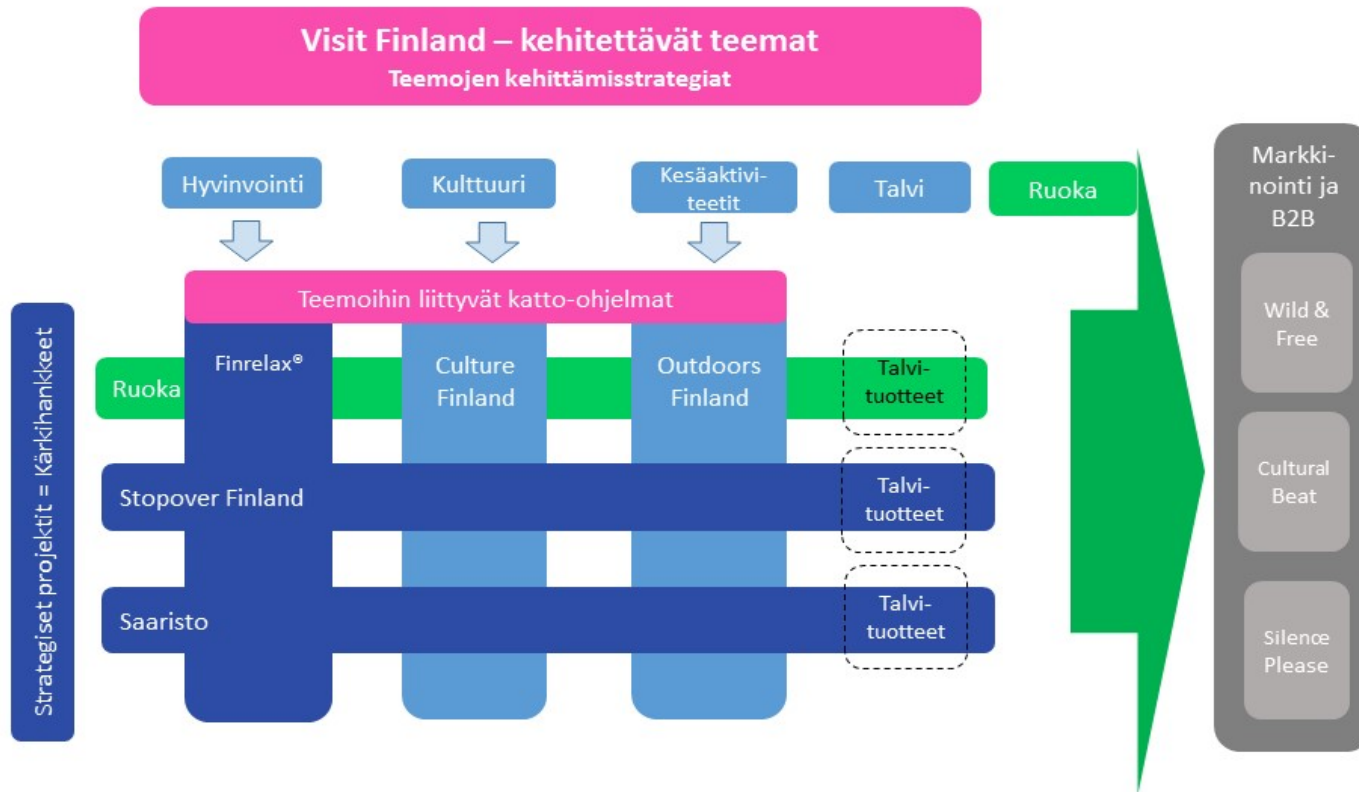 Visit Finland – kehitettävät teemat
Teemojen kehittämisstrategiat
Hyvinvointi
Kulttuuri
Kesäaktivi-
teetit
Talvi
Ruoka
Markki-
nointi ja
B2B
Teemoihin liittyvät katto-ohjelmat
Strategiset projektit = Kärkihankkeet
Finrelax®
Culture
Finland
Outdoors
Finland
Ruoka
Talvi-
tuotteet
Stopover Finland
Talvi-
tuotteet
Saaristo
Talvi-
tuotteet
Wild &
Free
Cultural
Beat
Silence
Please